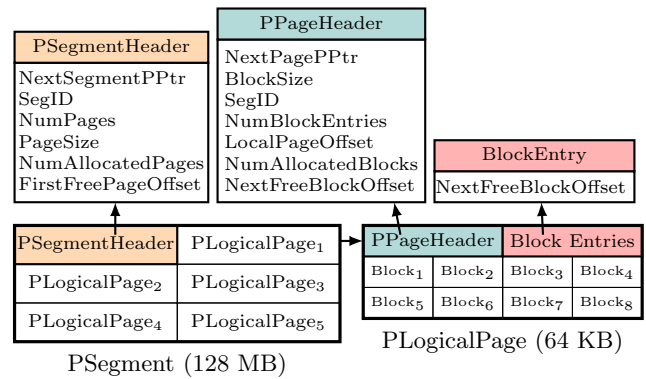 PSegmentHeader
NextSegmentPPtr
SegID
NumPages
PageSize
NumAllocatedPages
FirstFreePageOffset
PPageHeader
NextPagePPtr
BlockSize
SegID
NumBlockEntries
LocalPageOffset
NumAllocatedBlocks
NextFreeBlockOffset
BlockEntry
NextFreeBlockOffset
PSegmentHeader PLogicalPage₁
PLogicalPage₂ PLogicalPage₃
PLogicalPage₄ PLogicalPage₅
PSegment (128 MB)
PPageHeader Block Entries
Block₁ Block₂ Block₃ Block₄
Block₅ Block₆ Block₇ Block₈
PLogicalPage (64 KB)